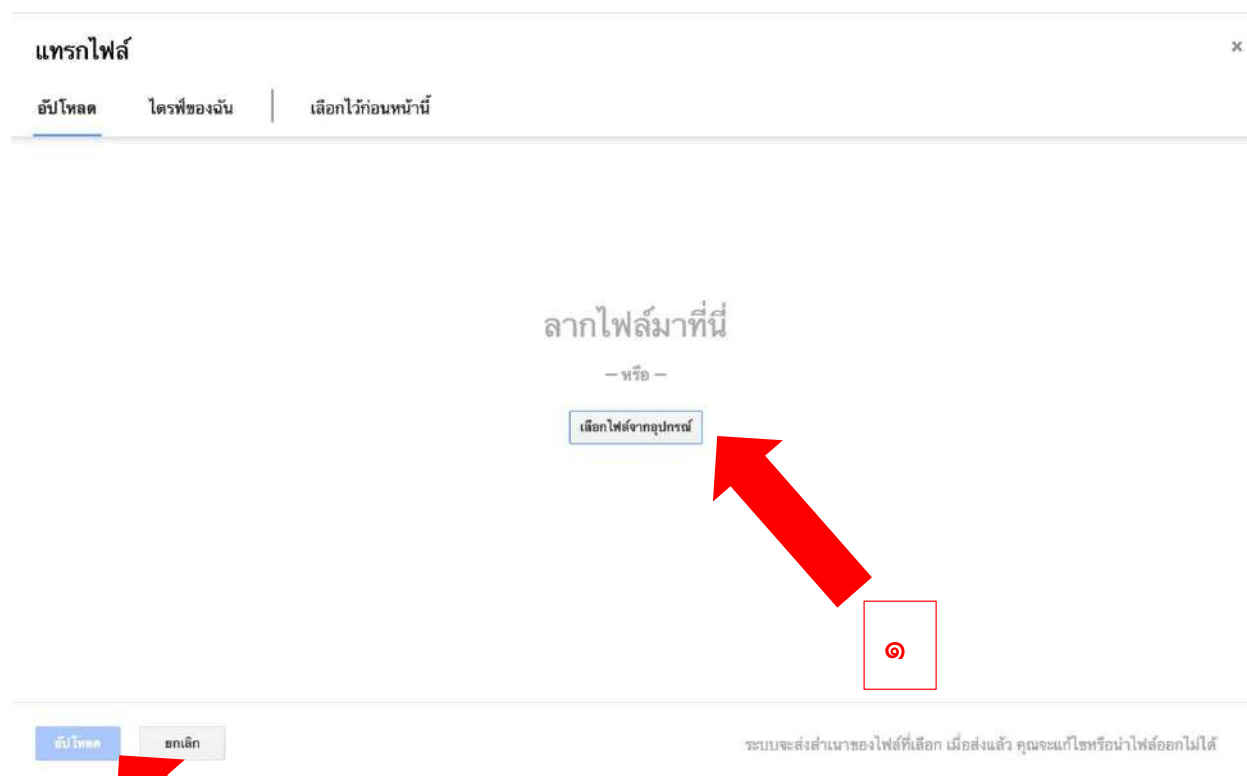 แทรกไฟล์
x
อัปโหลด ไดรฟ์ของฉัน เลือกไว้ก่อนหน้านี้
ลากไฟล์มาที่นี่
— หรือ —
เลือกไฟล์จากอุปกรณ์
๑
อัปโหลด ยกเลิก ระบบจะส่งสำเนาของไฟล์ที่เลือก เมื่อส่งแล้ว คุณจะแก้ไขหรือนำไฟล์ออกไม่ได้